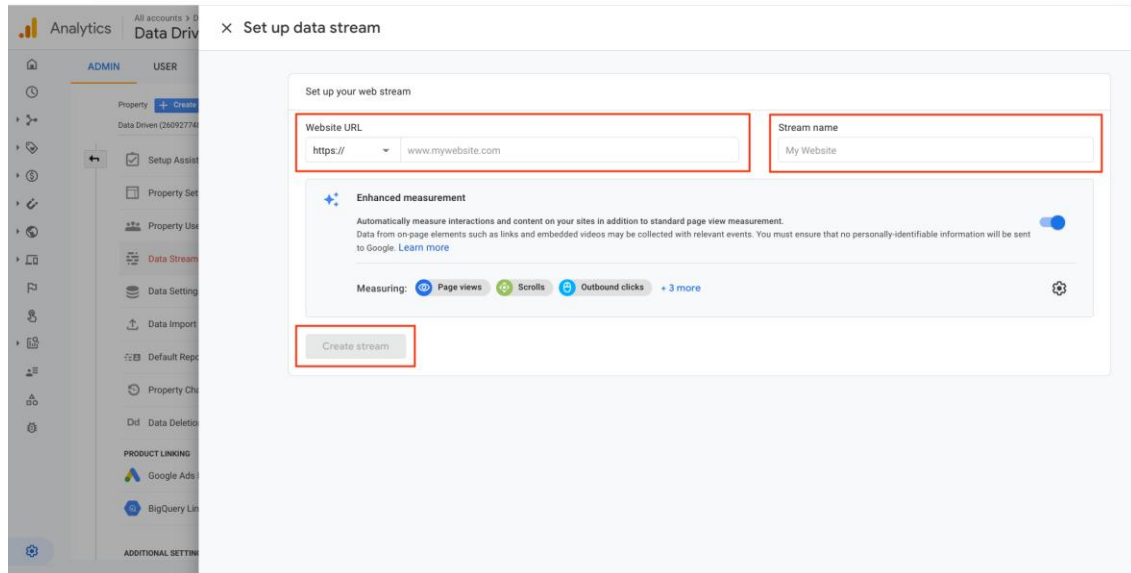 Analytics
All accounts > D
Data Driv
× Set up data stream
ADMIN
USER
Property
+ Create
Data Driven (26092774
Setup Assist
Property Set
Property Use
Data Stream
Data Setting
Data Import
Default Repo
Property Cha
Dd Data Deletio
PRODUCT LINKING
Google Ads
BigQuery Lin
ADDITIONAL SETTIN
Set up your web stream
Website URL
https://
www.mywebsite.com
Stream name
My Website
Enhanced measurement
Automatically measure interactions and content on your sites in addition to standard page view measurement.
Data from on-page elements such as links and embedded videos may be collected with relevant events. You must ensure that no personally-identifiable information will be sent
to Google. Learn more
Measuring: Page views Scrolls Outbound clicks + 3 more
Create stream